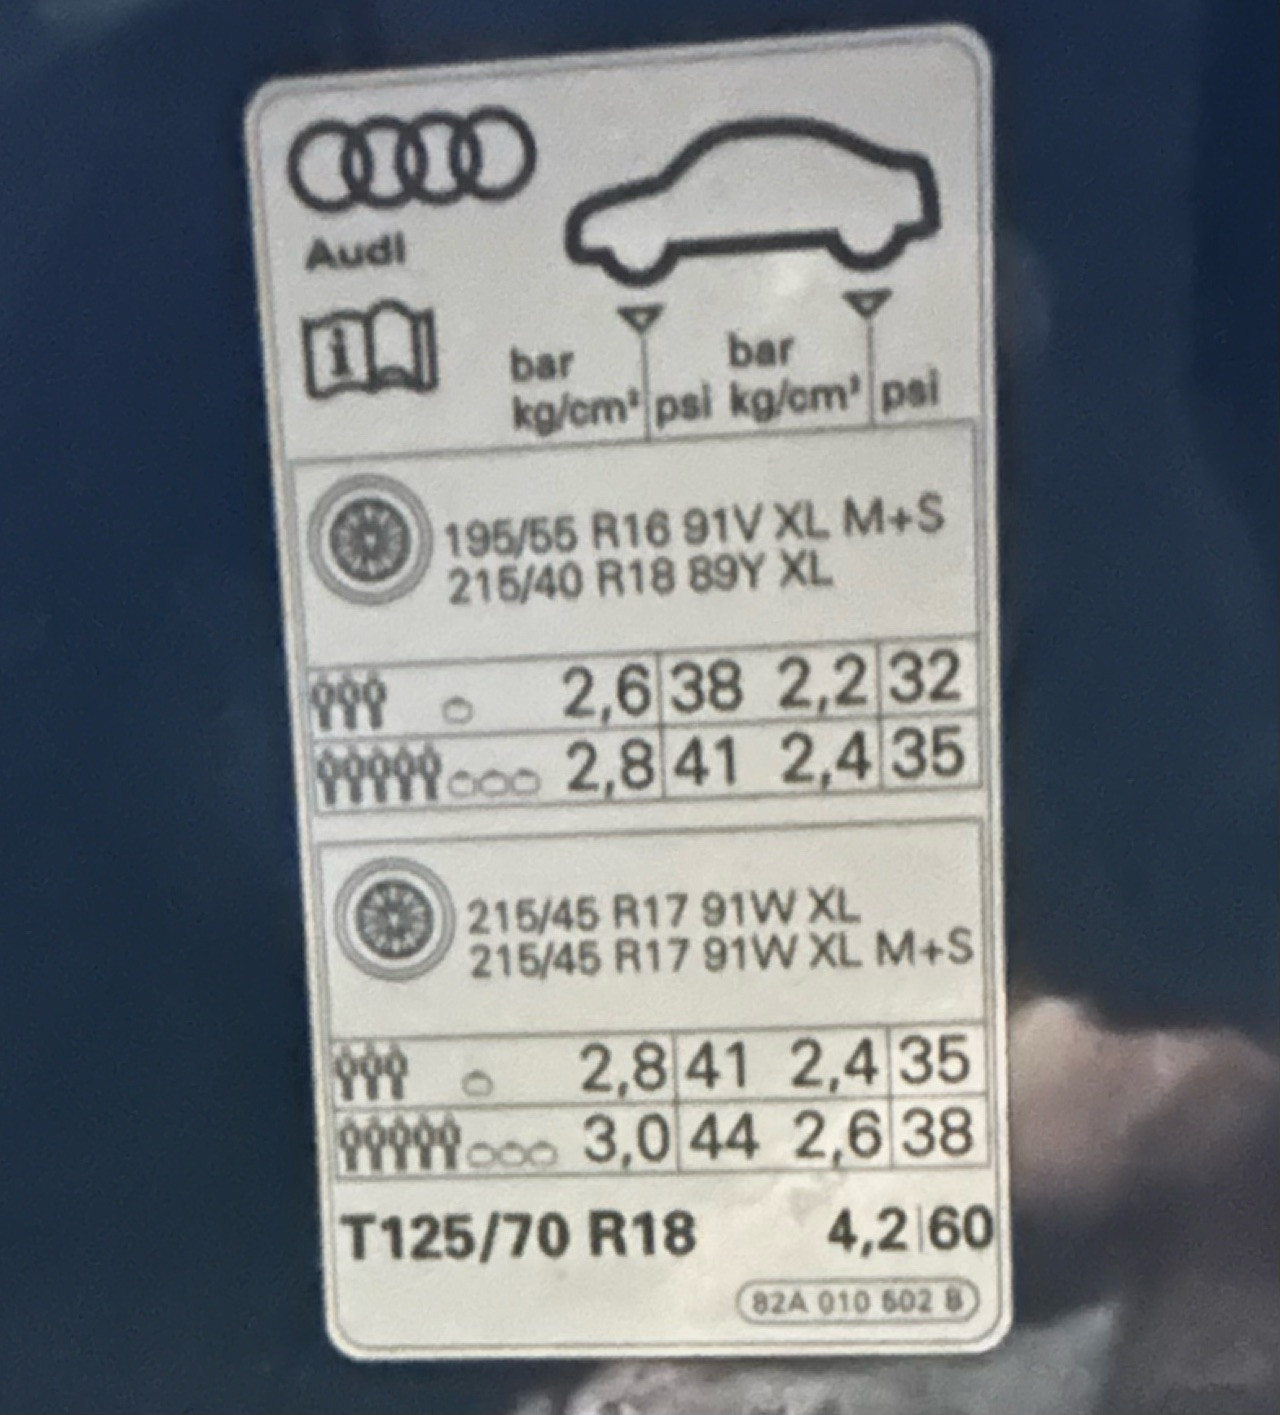 Audi
i
bar bar
kg/cm² psi kg/cm² psi
195/55 R16 91V XL M+S
215/40 R18 89Y XL
2,6 38 2,2 32
2,8 41 2,4 35
215/45 R17 91W XL
215/45 R17 91W XL M+S
2,8 41 2,4 35
3,0 44 2,6 38
T125/70 R18 4,2 60
82A 010 502 B